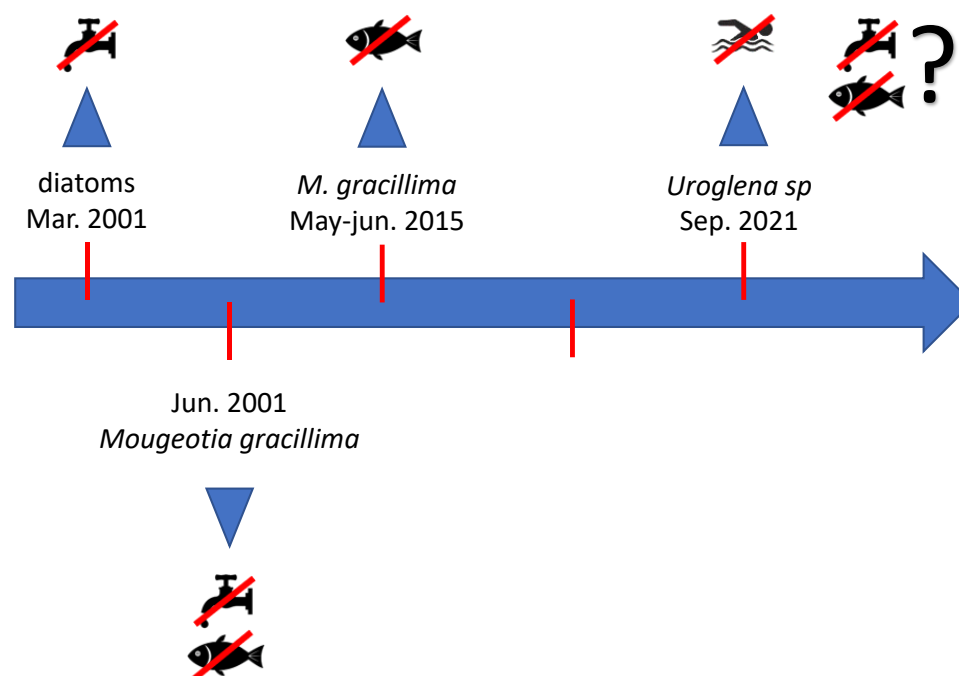 ?
diatoms
Mar. 2001
M. gracillima
May-jun. 2015
Uroglena sp
Sep. 2021
Jun. 2001
Mougeotia gracillima